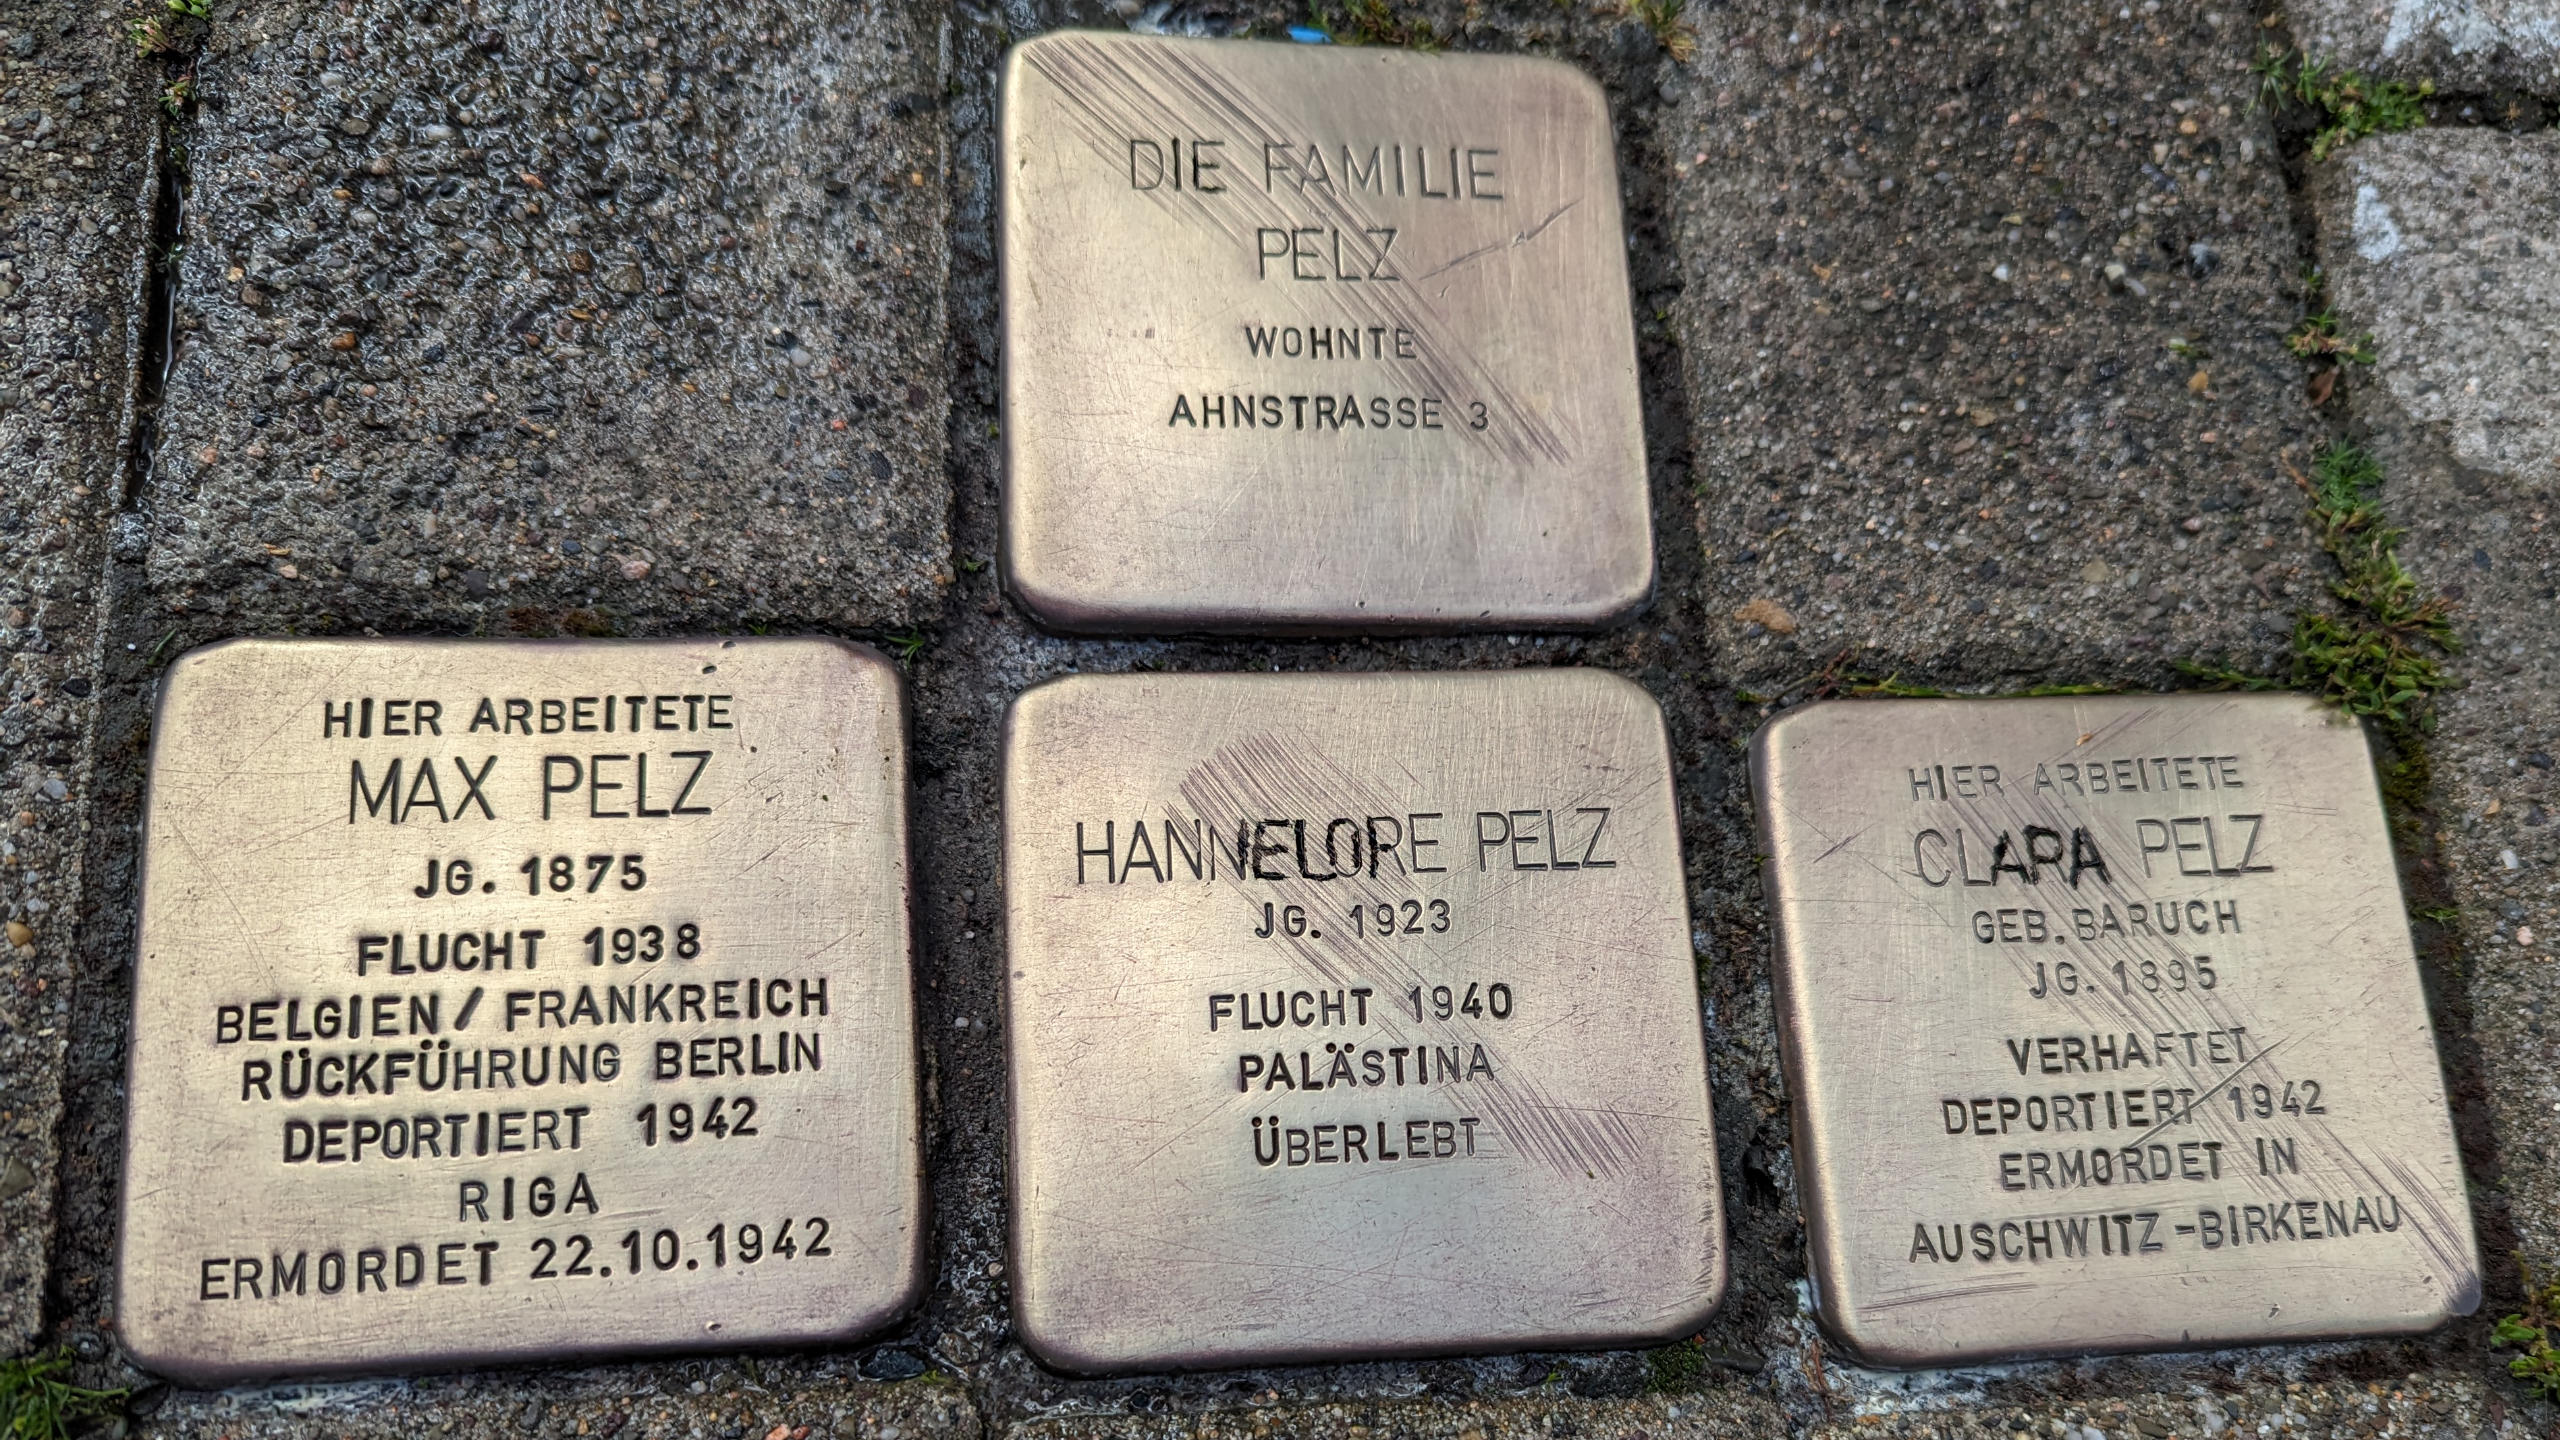 DIE FAMILIE
PELZ
WOHNTE
AHNSTRASSE 3
HIER ARBEITETE
MAX PELZ
JG. 1875
FLUCHT 1938
BELGIEN / FRANKREICH
RÜCKFÜHRUNG BERLIN
DEPORTIERT 1942
RIGA
ERMORDET 22.10.1942
HANNELORE PELZ
JG. 1923
FLUCHT 1940
PALÄSTINA
ÜBERLEBT
HIER ARBEITETE
CLARA PELZ
GEB. BARUCH
JG. 1895
VERHAFTET
DEPORTIERT 1942
ERMORDET IN
AUSCHWITZ-BIRKENAU